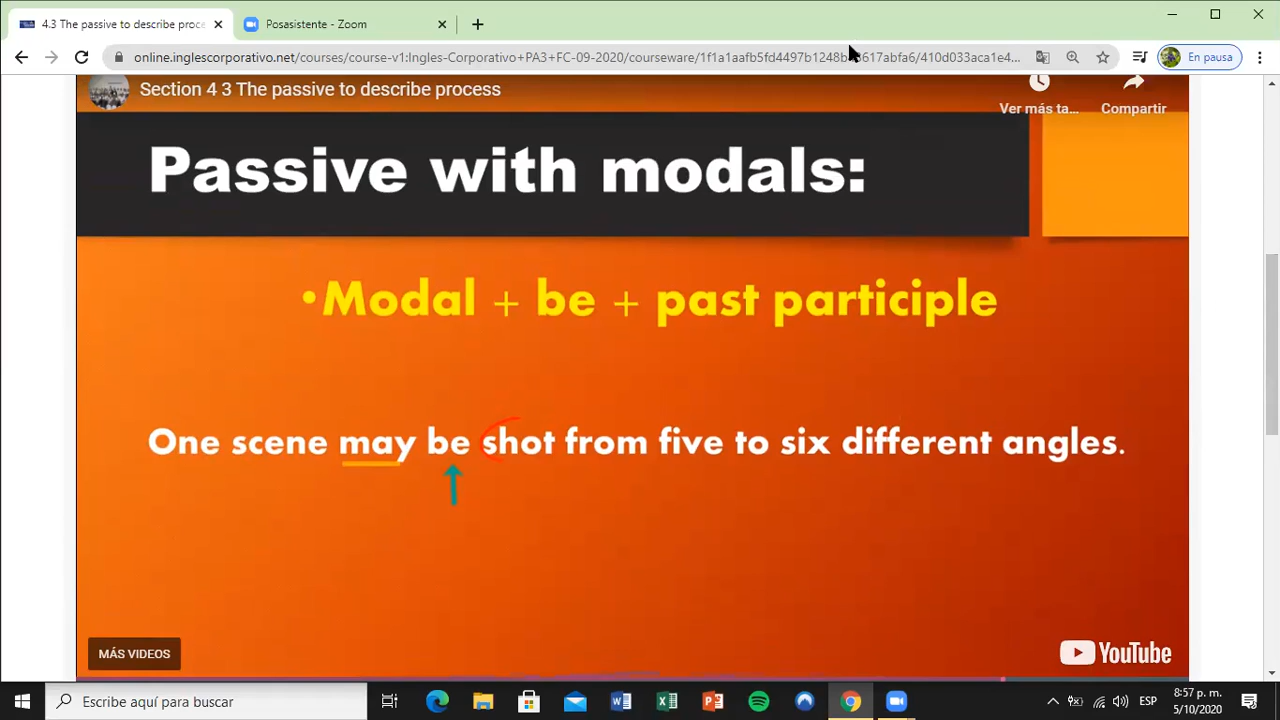 4.3 The passive to describe proce
Posasistente - Zoom
online.inglescorporativo.net/courses/course-v1:Ingles-Corporativo+PA3+FC-09-2020/courseware/1f1a1aafb5fd4497b1248b 3617abfa6/410d033aca1e4...
En pausa
Section 4 3 The passive to describe process
Ver más ta...
Compartir
Passive with modals:
•Modal + be + past participle
One scene may be shot from five to six different angles.
MÁS VIDEOS
YouTube
Escribe aquí para buscar
ESP
8:57 p. m.
5/10/2020